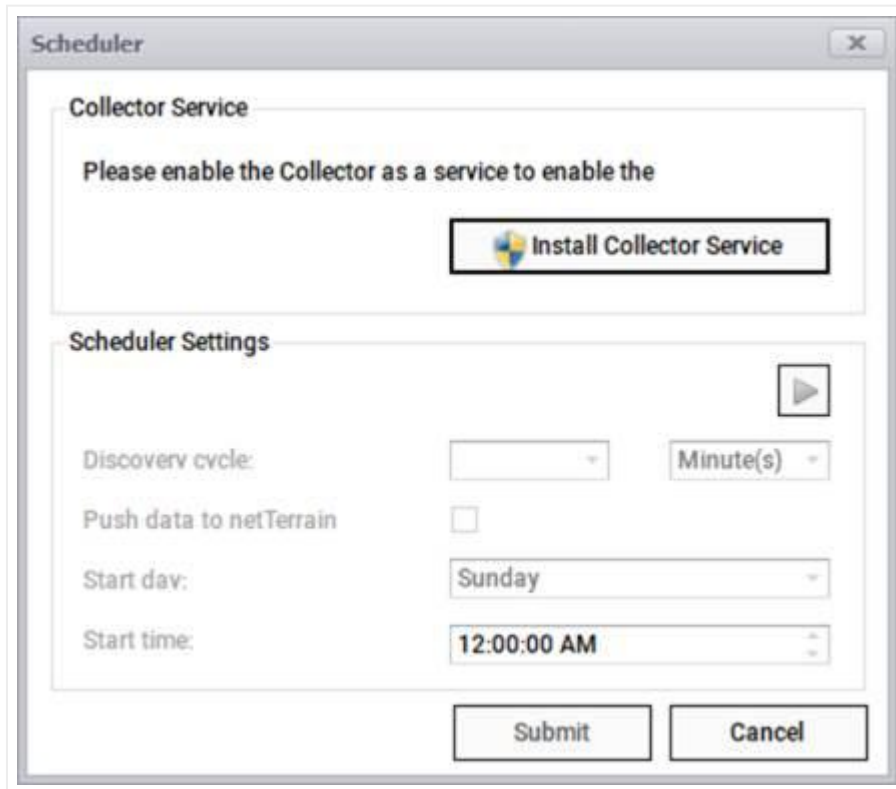 Scheduler
Collector Service
Please enable the Collector as a service to enable the
Install Collector Service
Scheduler Settings
Discovery cycle: Minute(s)
Push data to netTerrain
Start day: Sunday
Start time: 12:00:00 AM
Submit Cancel